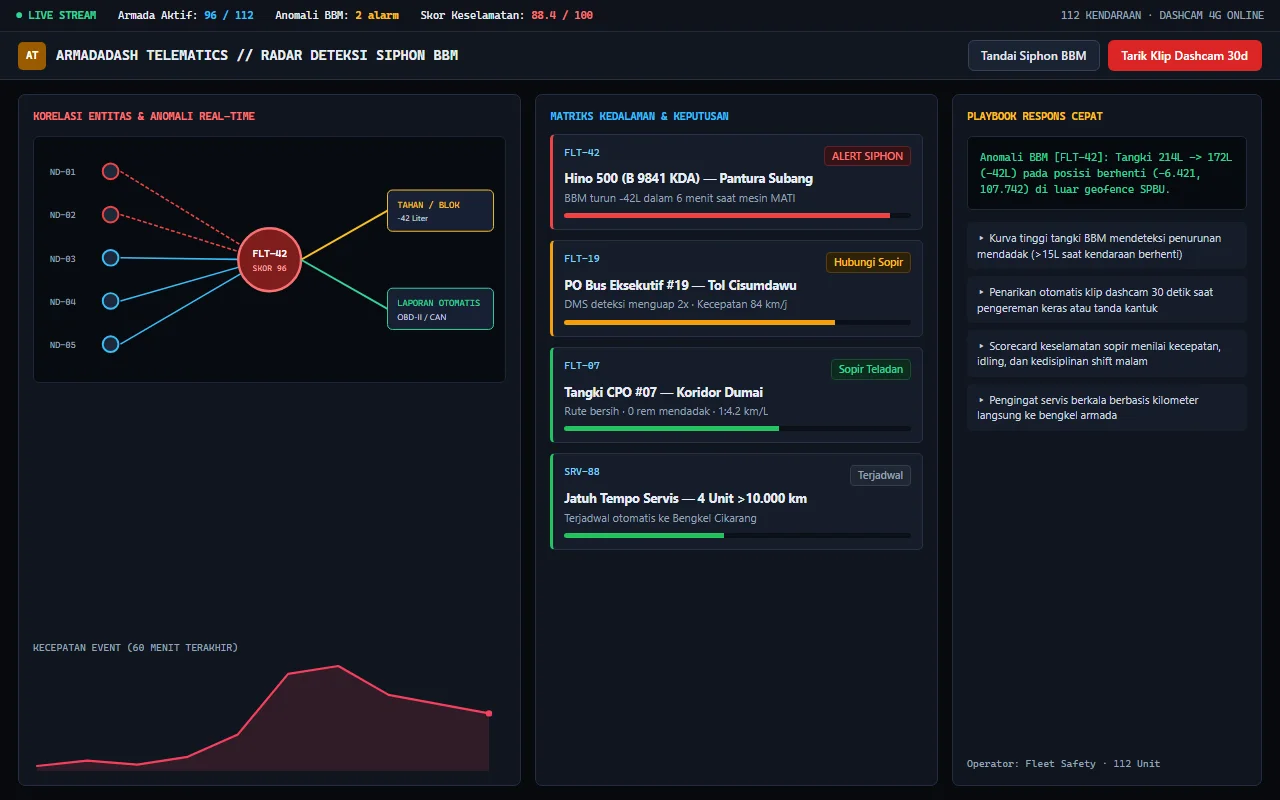 ● LIVE STREAM Armada Aktif: 96 / 112 Anomali BBM: 2 alarm Skor Keselamatan: 88.4 / 100 112 KENDARAAN · DASHCAM 4G ONLINE
AT ARMADADASH TELEMATICS // RADAR DETEKSI SIPHON BBM Tandai Siphon BBM Tarik Klip Dashcam 30d
KORELASI ENTITAS & ANOMALI REAL-TIME
ND-01
ND-02
ND-03
ND-04
ND-05
FLT-42
SKOR 96
TAHAN / BLOK
-42 Liter
LAPORAN OTOMATIS
OBD-II / CAN
KECEPATAN EVENT (60 MENIT TERAKHIR)
MATRIKS KEDALAMAN & KEPUTUSAN
FLT-42 ALERT SIPHON
Hino 500 (B 9841 KDA) — Pantura Subang
BBM turun -42L dalam 6 menit saat mesin MATI
FLT-19 Hubungi Sopir
PO Bus Eksekutif #19 — Tol Cisumdawu
DMS deteksi menguap 2x · Kecepatan 84 km/j
FLT-07 Sopir Teladan
Tangki CPO #07 — Koridor Dumai
Rute bersih · 0 rem mendadak · 1:4.2 km/L
SRV-88 Terjadwal
Jatuh Tempo Servis — 4 Unit >10.000 km
Terjadwal otomatis ke Bengkel Cikarang
PLAYBOOK RESPONS CEPAT
Anomali BBM [FLT-42]: Tangki 214L -> 172L
(-42L) pada posisi berhenti (-6.421,
107.742) di luar geofence SPBU.
‣ Kurva tinggi tangki BBM mendeteksi penurunan
mendadak (>15L saat kendaraan berhenti)
‣ Penarikan otomatis klip dashcam 30 detik saat
pengereman keras atau tanda kantuk
‣ Scorecard keselamatan sopir menilai kecepatan,
idling, dan kedisiplinan shift malam
‣ Pengingat servis berkala berbasis kilometer
langsung ke bengkel armada
Operator: Fleet Safety · 112 Unit